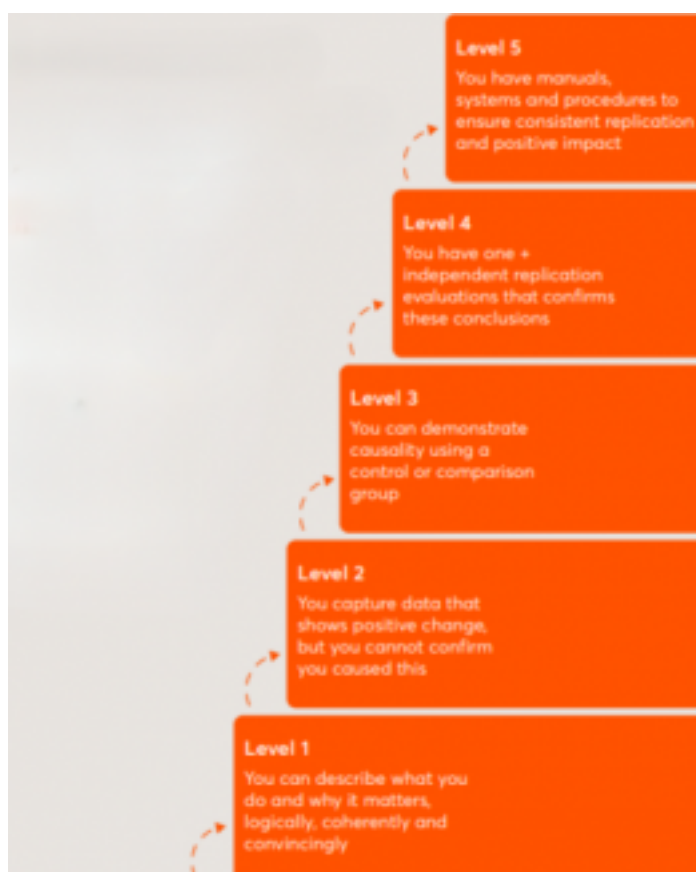 Level 5
You have manuals,
systems and procedures to
ensure consistent replication
and positive impact
Level 4
You have one +
independent replication
evaluations that confirms
these conclusions
Level 3
You can demonstrate
causality using a
control or comparison
group
Level 2
You capture data that
shows positive change,
but you cannot confirm
you caused this
Level 1
You can describe what you
do and why it matters,
logically, coherently and
convincingly